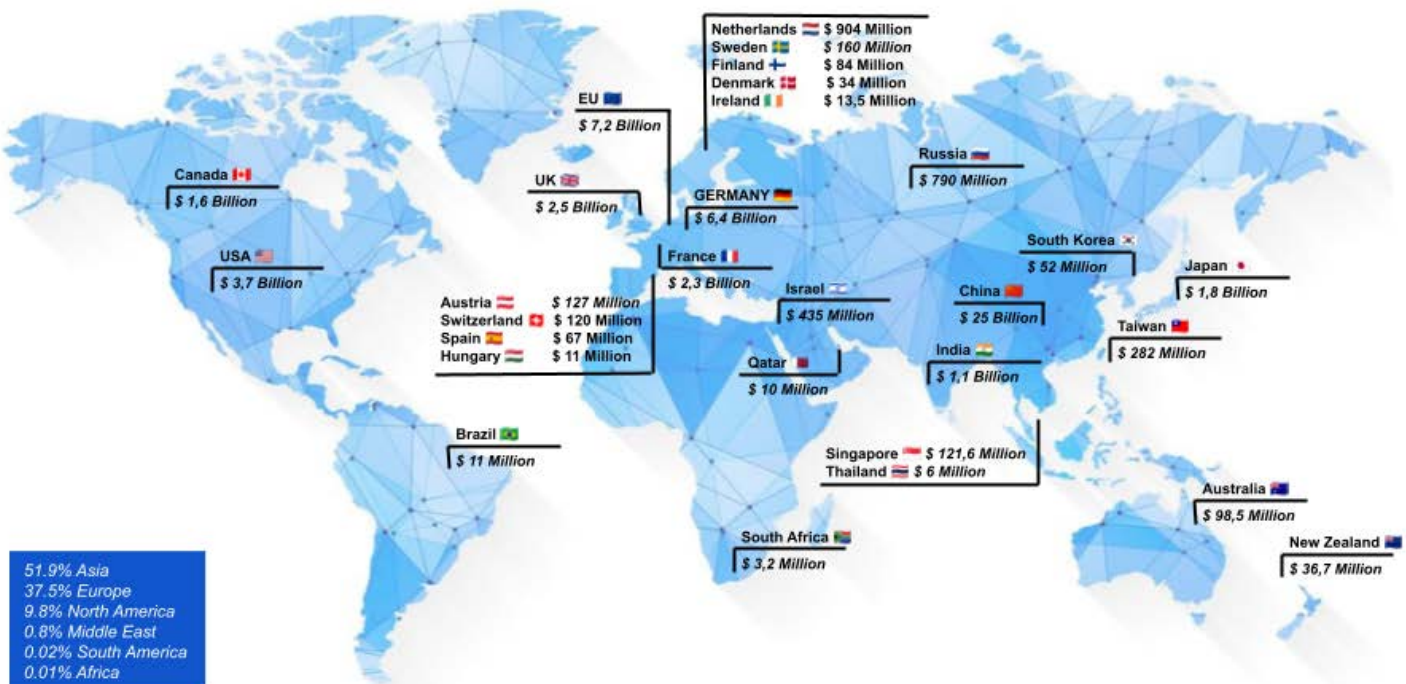 Netherlands $ 904 Million
Sweden $ 160 Million
Finland $ 84 Million
Denmark $ 34 Million
Ireland $ 13,5 Million
EU
$ 7,2 Billion
Canada
$ 1,6 Billion
UK
$ 2,5 Billion
GERMANY
$ 6,4 Billion
Russia
$ 790 Million
USA
$ 3,7 Billion
France
$ 2,3 Billion
South Korea
$ 52 Million
Japan
$ 1,8 Billion
Austria $ 127 Million
Switzerland $ 120 Million
Spain $ 67 Million
Hungary $ 11 Million
Israel
$ 435 Million
China
$ 25 Billion
Taiwan
$ 282 Million
Qatar
$ 10 Million
India
$ 1,1 Billion
Brazil
$ 11 Million
Singapore $ 121,6 Million
Thailand $ 6 Million
Australia
$ 98,5 Million
South Africa
$ 3,2 Million
New Zealand
$ 36,7 Million
51.9% Asia
37.5% Europe
9.8% North America
0.8% Middle East
0.02% South America
0.01% Africa